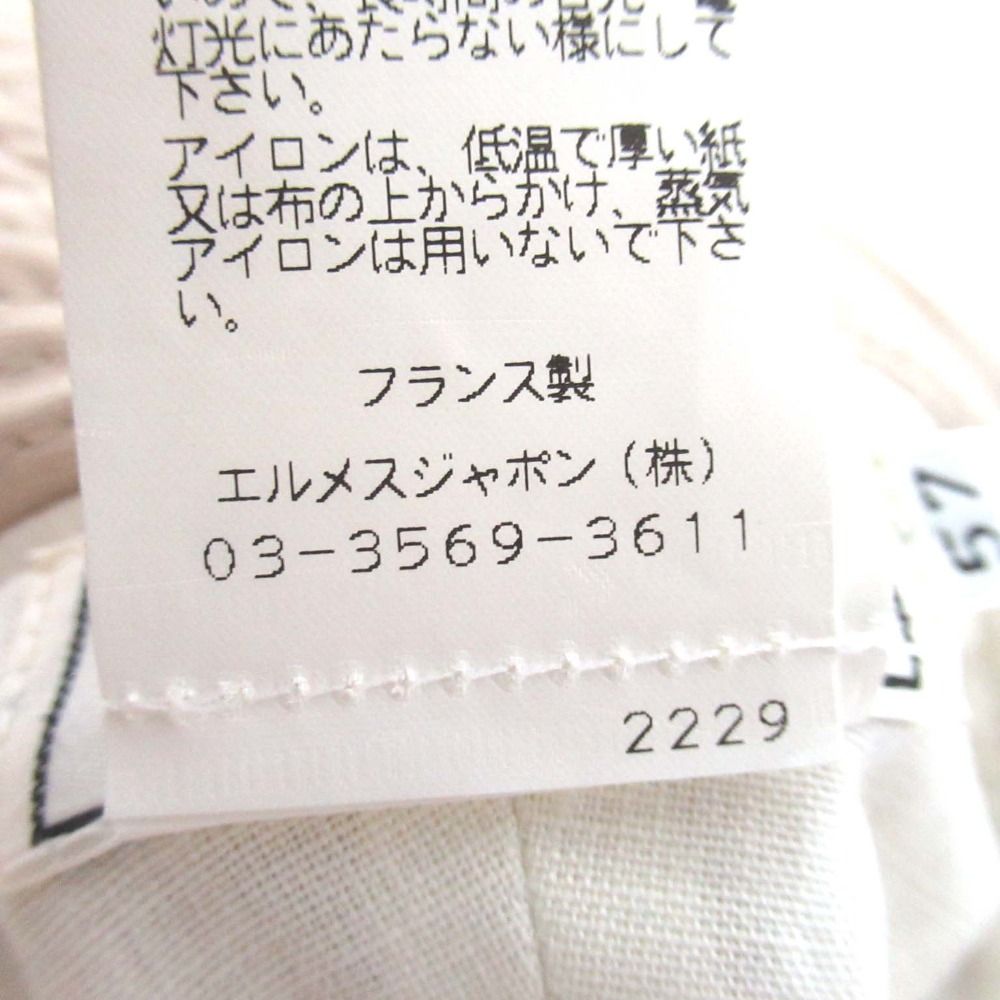 灯光にあたらない様にして
下さい。
アイロンは、低温で厚い紙
又は布の上からかけ、蒸気
アイロンは用いないで下さ
い。
フランス製
エルメスジャポン(株)
03-3569-3611
2229
57